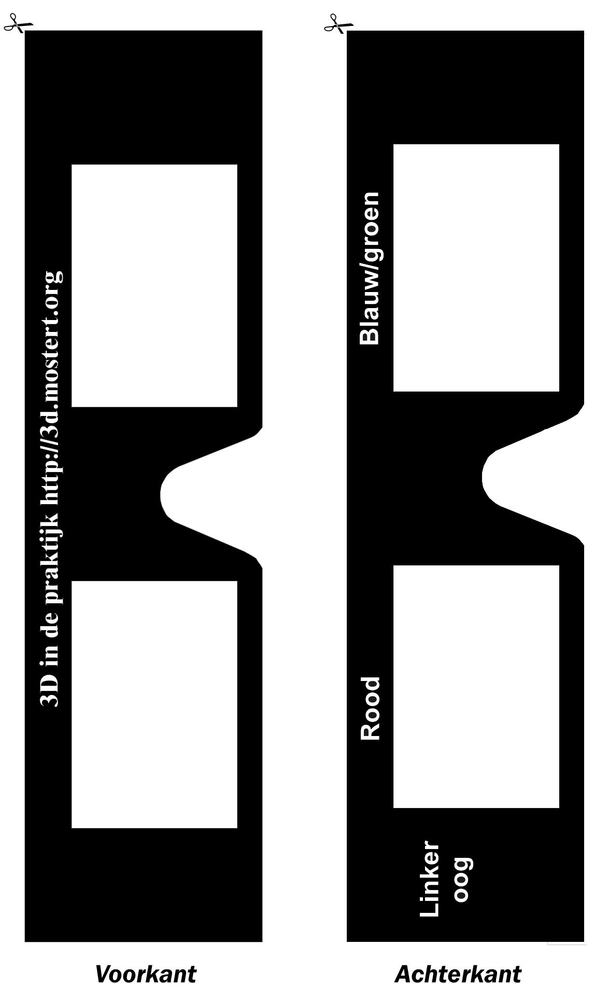 3D in de praktijk http://3d.mostert.org
Blauw/groen
Rood
Linker
oog
Voorkant
Achterkant